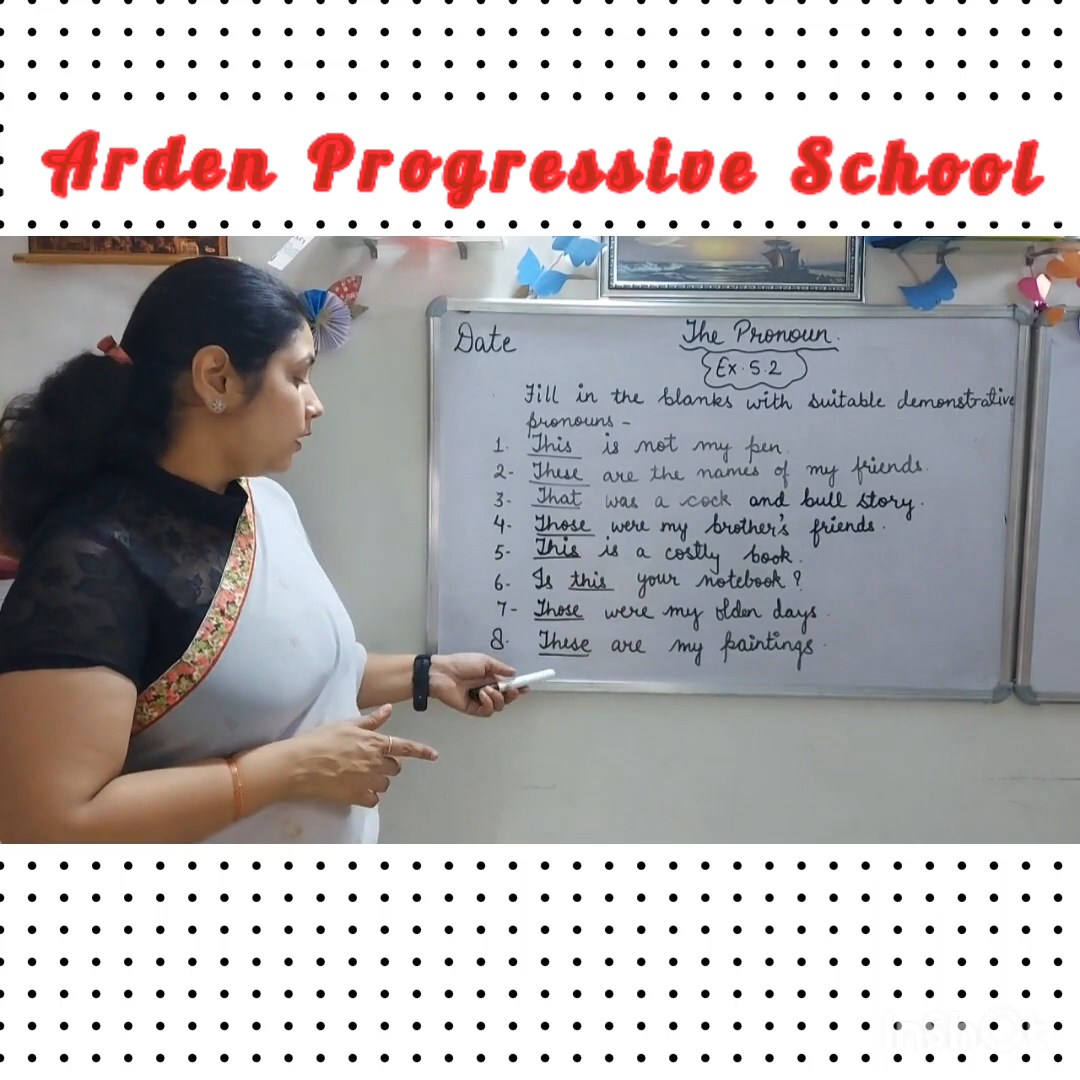 Arden Progressive School
Date
The Pronoun.
Ex. 5.2
Fill in the blanks with suitable demonstrative
pronouns -
1. This is not my pen.
2- These are the names of my friends.
3- That was a cock and bull story.
4- Those were my brother's friends.
5- This is a costly book.
6- Is this your notebook?
7- Those were my olden days.
8- These are my paintings.
InShot